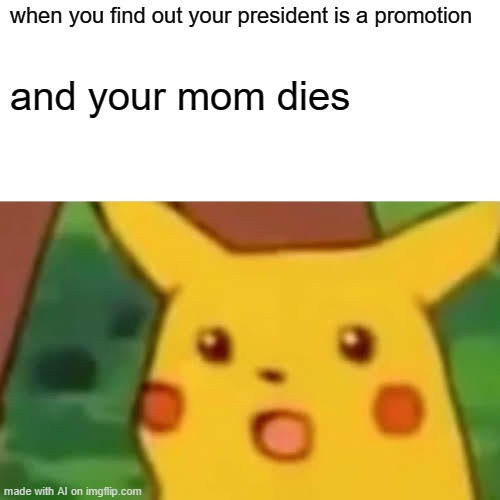 when you find out your president is a promotion
and your mom dies
made with AI on imgflip.com